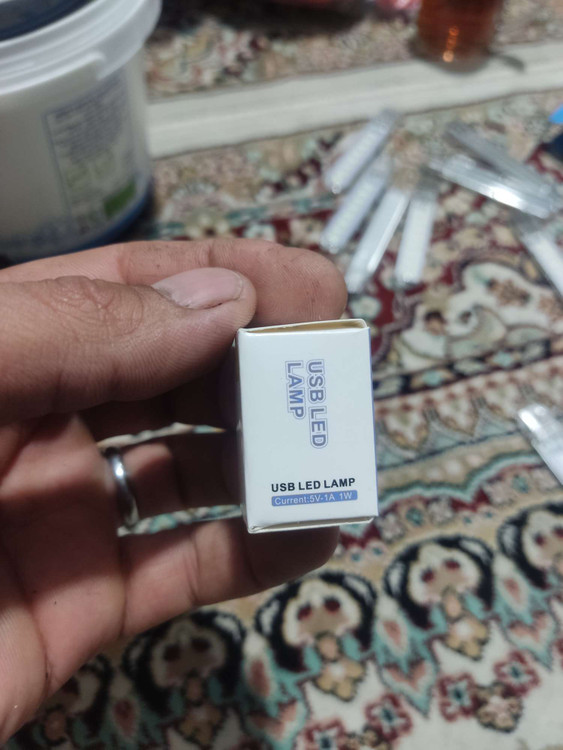 USB LED
LAMP
USB LED LAMP
Current:5V-1A 1W